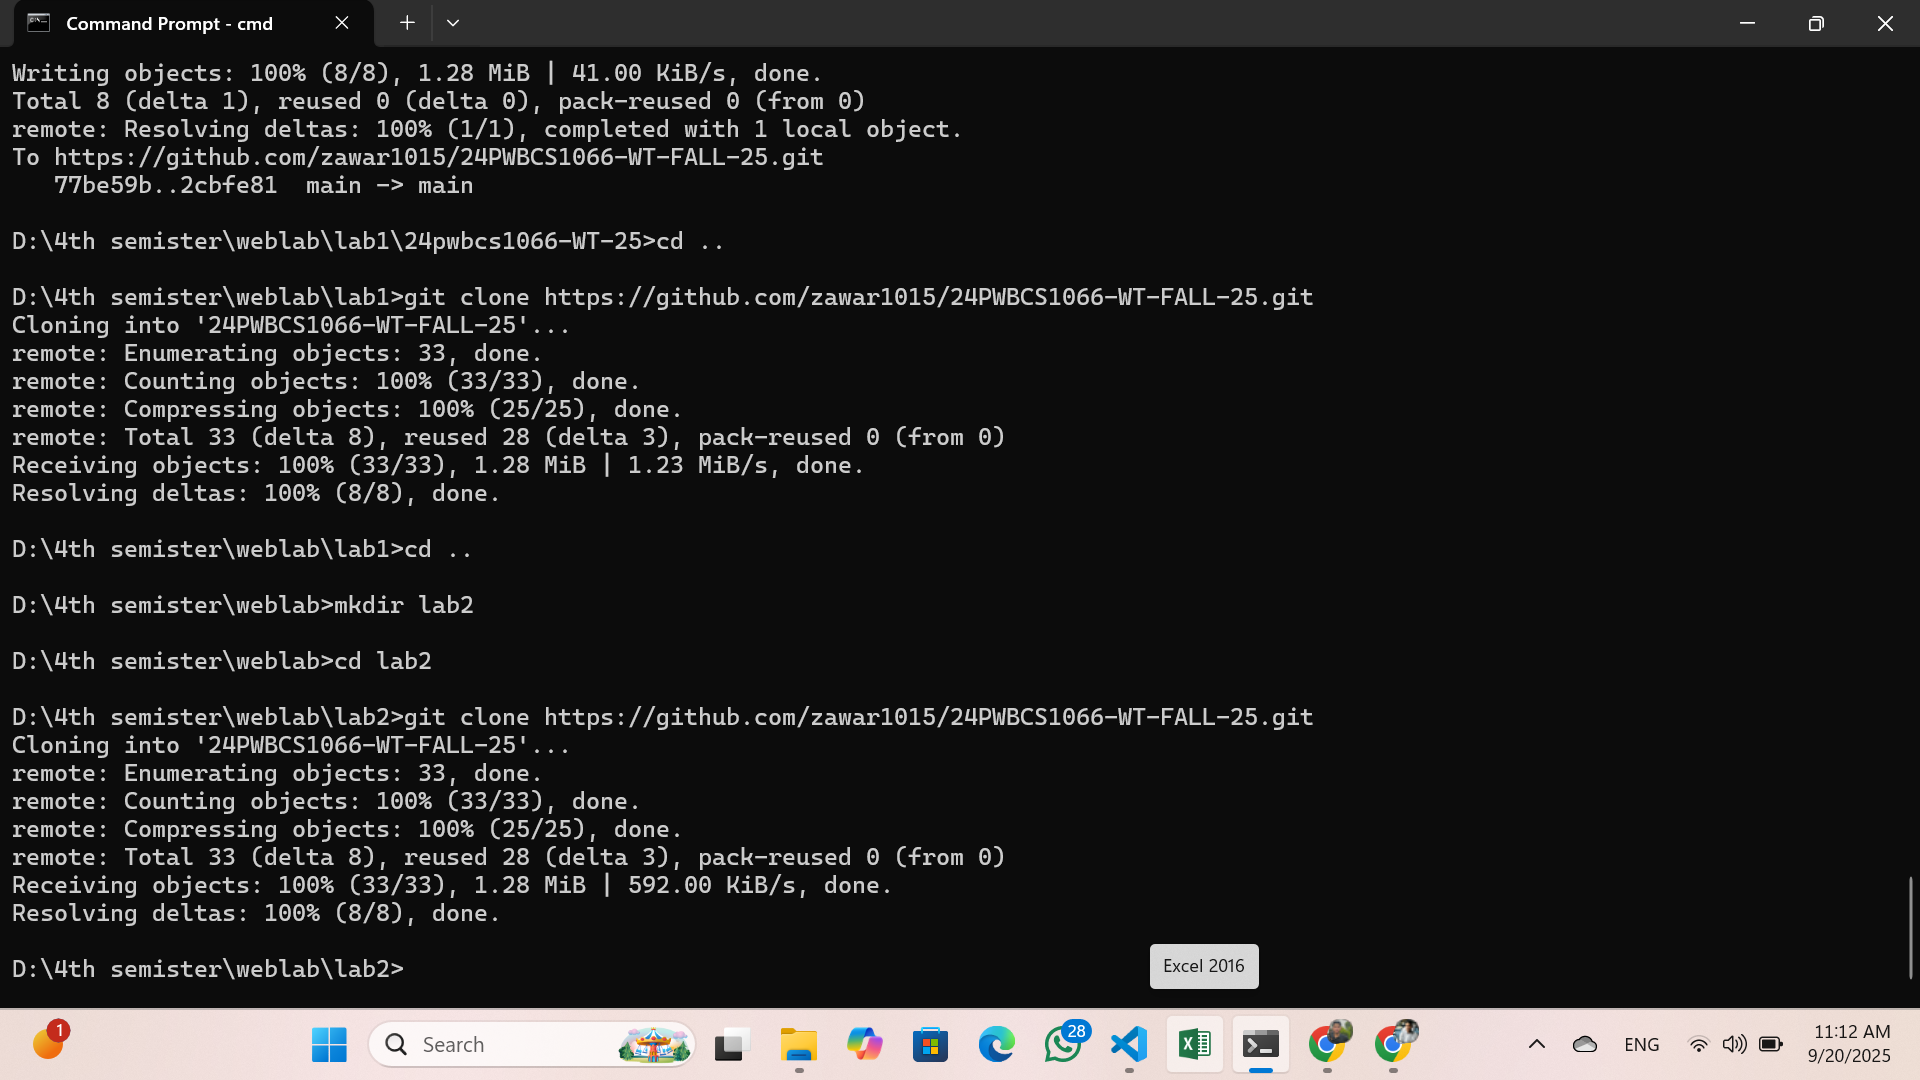 Command Prompt - cmd
Writing objects: 100% (8/8), 1.28 MiB | 41.00 KiB/s, done.
Total 8 (delta 1), reused 0 (delta 0), pack-reused 0 (from 0)
remote: Resolving deltas: 100% (1/1), completed with 1 local object.
To https://github.com/zawar1015/24PWBCS1066-WT-FALL-25.git
   77be59b..2cbfe81  main -> main
D:\4th semister\weblab\lab1\24pwbcs1066-WT-25>cd ..
D:\4th semister\weblab\lab1>git clone https://github.com/zawar1015/24PWBCS1066-WT-FALL-25.git
Cloning into '24PWBCS1066-WT-FALL-25'...
remote: Enumerating objects: 33, done.
remote: Counting objects: 100% (33/33), done.
remote: Compressing objects: 100% (25/25), done.
remote: Total 33 (delta 8), reused 28 (delta 3), pack-reused 0 (from 0)
Receiving objects: 100% (33/33), 1.28 MiB | 1.23 MiB/s, done.
Resolving deltas: 100% (8/8), done.
D:\4th semister\weblab\lab1>cd ..
D:\4th semister\weblab>mkdir lab2
D:\4th semister\weblab>cd lab2
D:\4th semister\weblab\lab2>git clone https://github.com/zawar1015/24PWBCS1066-WT-FALL-25.git
Cloning into '24PWBCS1066-WT-FALL-25'...
remote: Enumerating objects: 33, done.
remote: Counting objects: 100% (33/33), done.
remote: Compressing objects: 100% (25/25), done.
remote: Total 33 (delta 8), reused 28 (delta 3), pack-reused 0 (from 0)
Receiving objects: 100% (33/33), 1.28 MiB | 592.00 KiB/s, done.
Resolving deltas: 100% (8/8), done.
D:\4th semister\weblab\lab2>
Excel 2016
1
Search
28
ENG
11:12 AM
9/20/2025